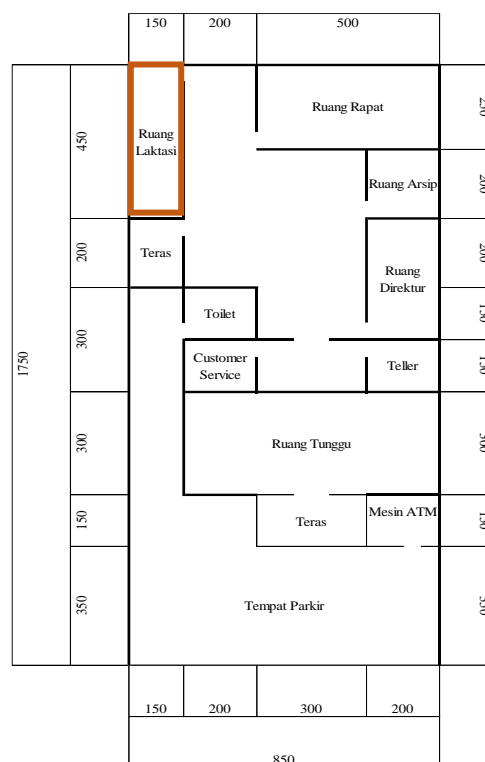 150
200
500
Ruang Rapat
450
Ruang
Laktasi
Ruang Arsip
200
Teras
Ruang
Direktur
300
Toilet
1750
Customer
Service
Teller
300
Ruang Tunggu
150
Teras
Mesin ATM
350
Tempat Parkir
150
200
300
200
850